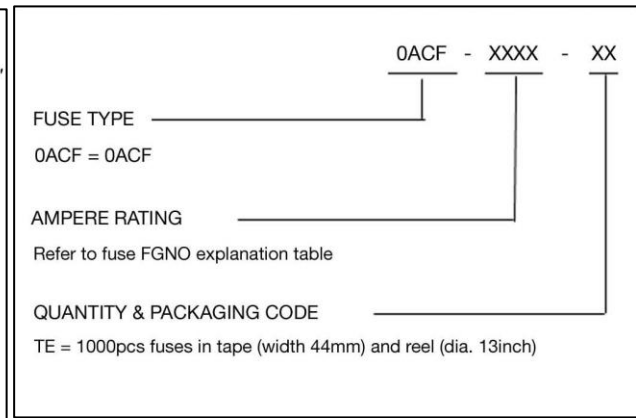 0ACF - XXXX - XX
FUSE TYPE
0ACF = 0ACF
AMPERE RATING
Refer to fuse FGNO explanation table
QUANTITY & PACKAGING CODE
TE = 1000pcs fuses in tape (width 44mm) and reel (dia. 13inch)